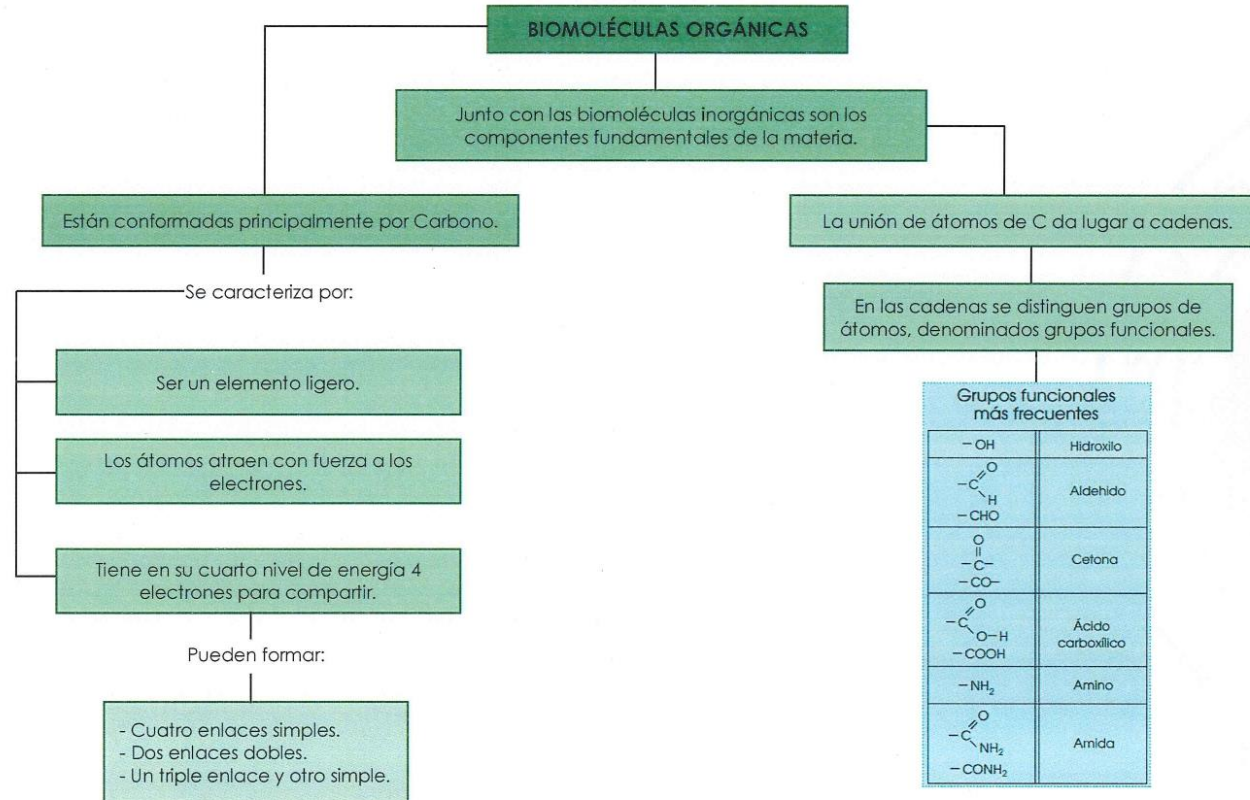 BIOMOLÉCULAS ORGÁNICAS
Junto con las biomoléculas inorgánicas son los
componentes fundamentales de la materia.
Están conformadas principalmente por Carbono.
Se caracteriza por:
Ser un elemento ligero.
Los átomos atraen con fuerza a los
electrones.
Tiene en su cuarto nivel de energía 4
electrones para compartir.
Pueden formar:
- Cuatro enlaces simples.
- Dos enlaces dobles.
- Un triple enlace y otro simple.
La unión de átomos de C da lugar a cadenas.
En las cadenas se distinguen grupos de
átomos, denominados grupos funcionales.
Grupos funcionales
más frecuentes
–OH Hidroxilo
O
–C
H
–CHO
Aldehido
O
–C–
–CO–
Cetona
O
–C
O–H
–COOH
Ácido
carboxílico
–NH₂ Amino
O
–C
NH₂
–CONH₂
Amida